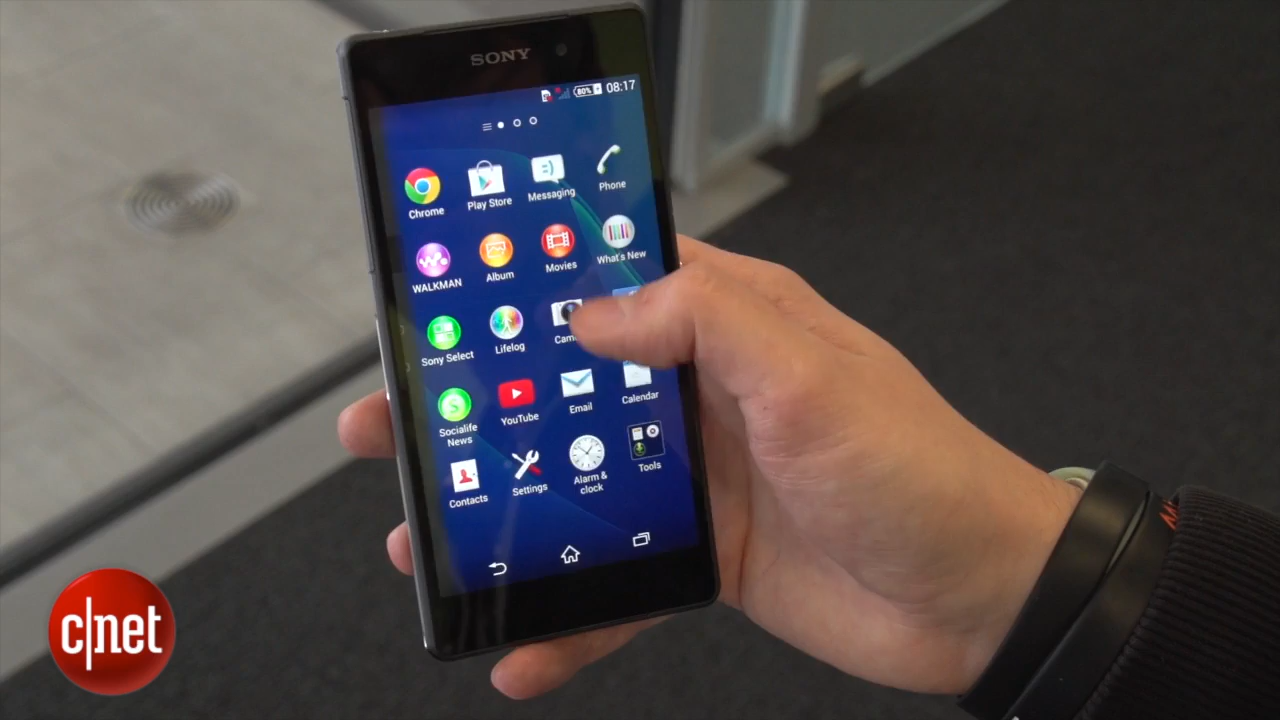 SONY
80%
08:17
Chrome
Play Store
Messaging
Phone
WALKMAN
Album
Movies
What's New
Sony Select
Lifelog
Socialife
News
YouTube
Email
Calendar
Contacts
Settings
Alarm &
clock
Tools
c|net